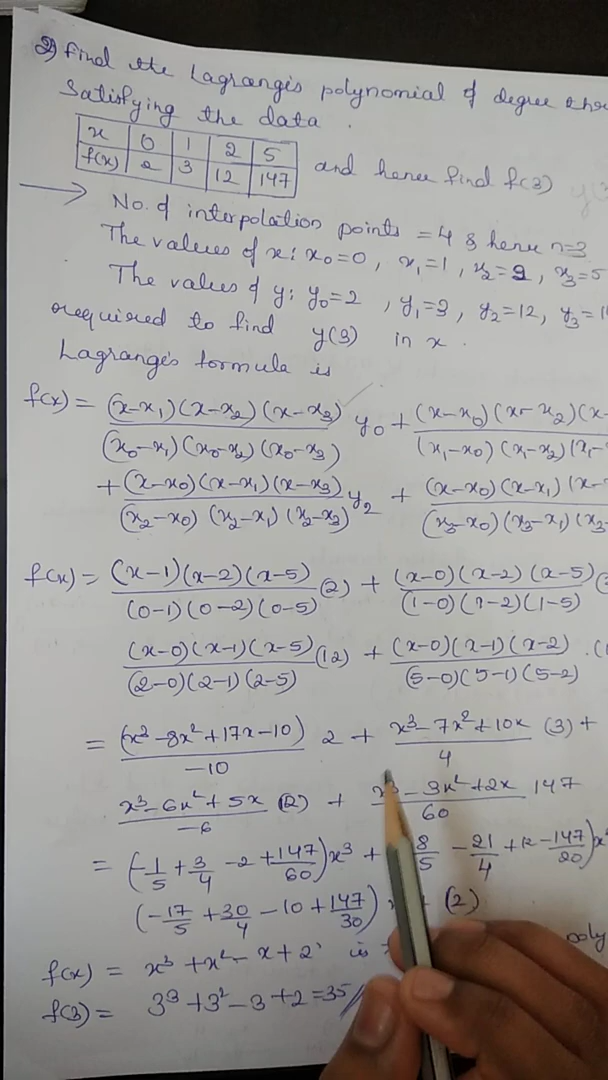 2) Find the Lagrange's polynomial of degree three
Satisfying the data.
x 0 1 2 5
f(x) 2 3 12 147 and hence find f(3)
→ No. of interpolation points = 4 & hence n=3
The values of x: x₀=0, x₁=1, x₂=2, x₃=5
The values of y: y₀=2, y₁=3, y₂=12, y₃=1
required to find y(3) in x.
Lagrange's formula is
f(x) = (x-x₁)(x-x₂)(x-x₃)/(x₀-x₁)(x₀-x₂)(x₀-x₃) y₀ + (x-x₀)(x-x₂)(x-/(x₁-x₀)(x₁-x₂)(x₁-
+ (x-x₀)(x-x₁)(x-x₃)/(x₂-x₀)(x₂-x₁)(x₂-x₃) y₂ + (x-x₀)(x-x₁)(x-/(x₃-x₀)(x₃-x₁)(x₃-
f(x) = (x-1)(x-2)(x-5)/(0-1)(0-2)(0-5) (2) + (x-0)(x-2)(x-5)/(1-0)(1-2)(1-5) (3
(x-0)(x-1)(x-5)/(2-0)(2-1)(2-5) (12) + (x-0)(x-1)(x-2)/(5-0)(5-1)(5-2) .(1
= (x³-8x²+17x-10)/-10 2 + x³-7x²+10x/4 (3) +
x³-6x²+5x/-6 (12) + x³-3x²+2x/60 147
= (-1/5 + 3/4 -2 + 147/60)x³ + 8/5 - 21/4 + 12 - 147/20)x²
(-17/5 + 30/4 - 10 + 147/30) + (2)
f(x) = x³+x²-x+2 is poly
f(3) = 3³+3²-3+2=35//